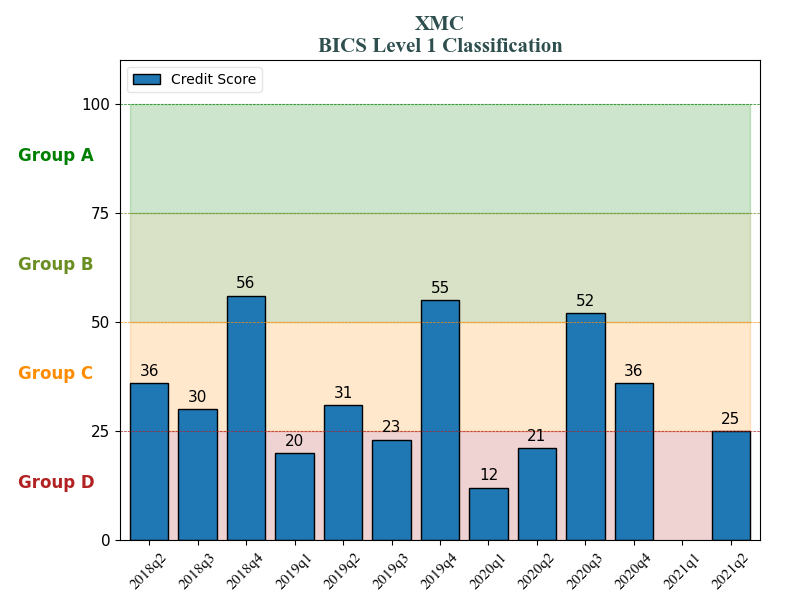 XMC
BICS Level 1 Classification
Credit Score
100
Group A
75
Group B
56
55
52
50
36
30
31
36
Group C
25
20
23
12
21
25
Group D
0
2018q2 2018q3 2018q4 2019q1 2019q2 2019q3 2019q4 2020q1 2020q2 2020q3 2020q4 2021q1 2021q2